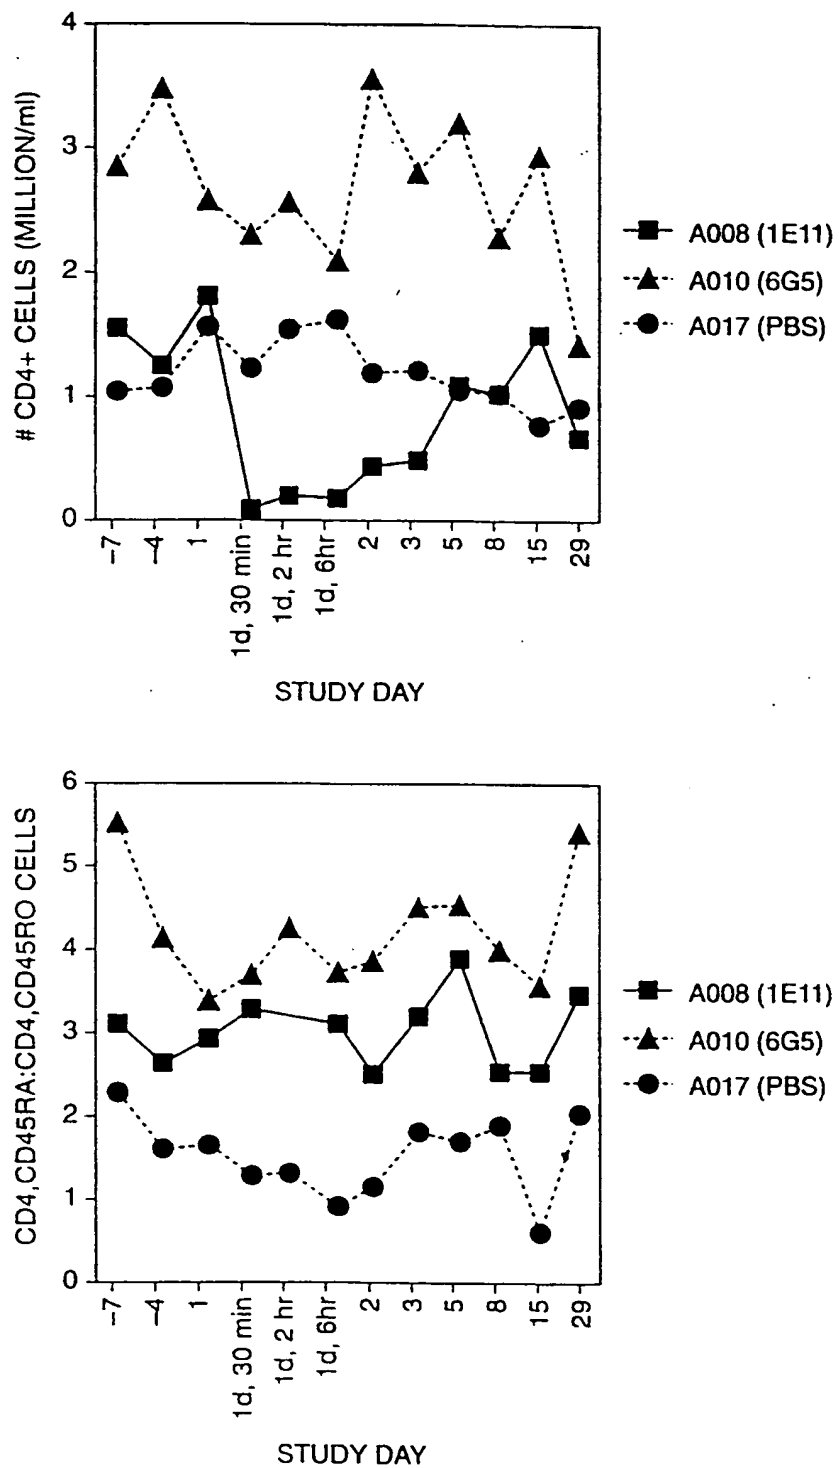 # CD4+ CELLS (MILLION/ml)
4
3
2
1
0
−7
−4
1
1d, 30 min
1d, 2 hr
1d, 6hr
2
3
5
8
15
29
STUDY DAY
A008 (1E11)
A010 (6G5)
A017 (PBS)
CD4,CD45RA:CD4,CD45RO CELLS
6
5
4
3
2
1
0
−7
−4
1
1d, 30 min
1d, 2 hr
1d, 6hr
2
3
5
8
15
29
STUDY DAY
A008 (1E11)
A010 (6G5)
A017 (PBS)